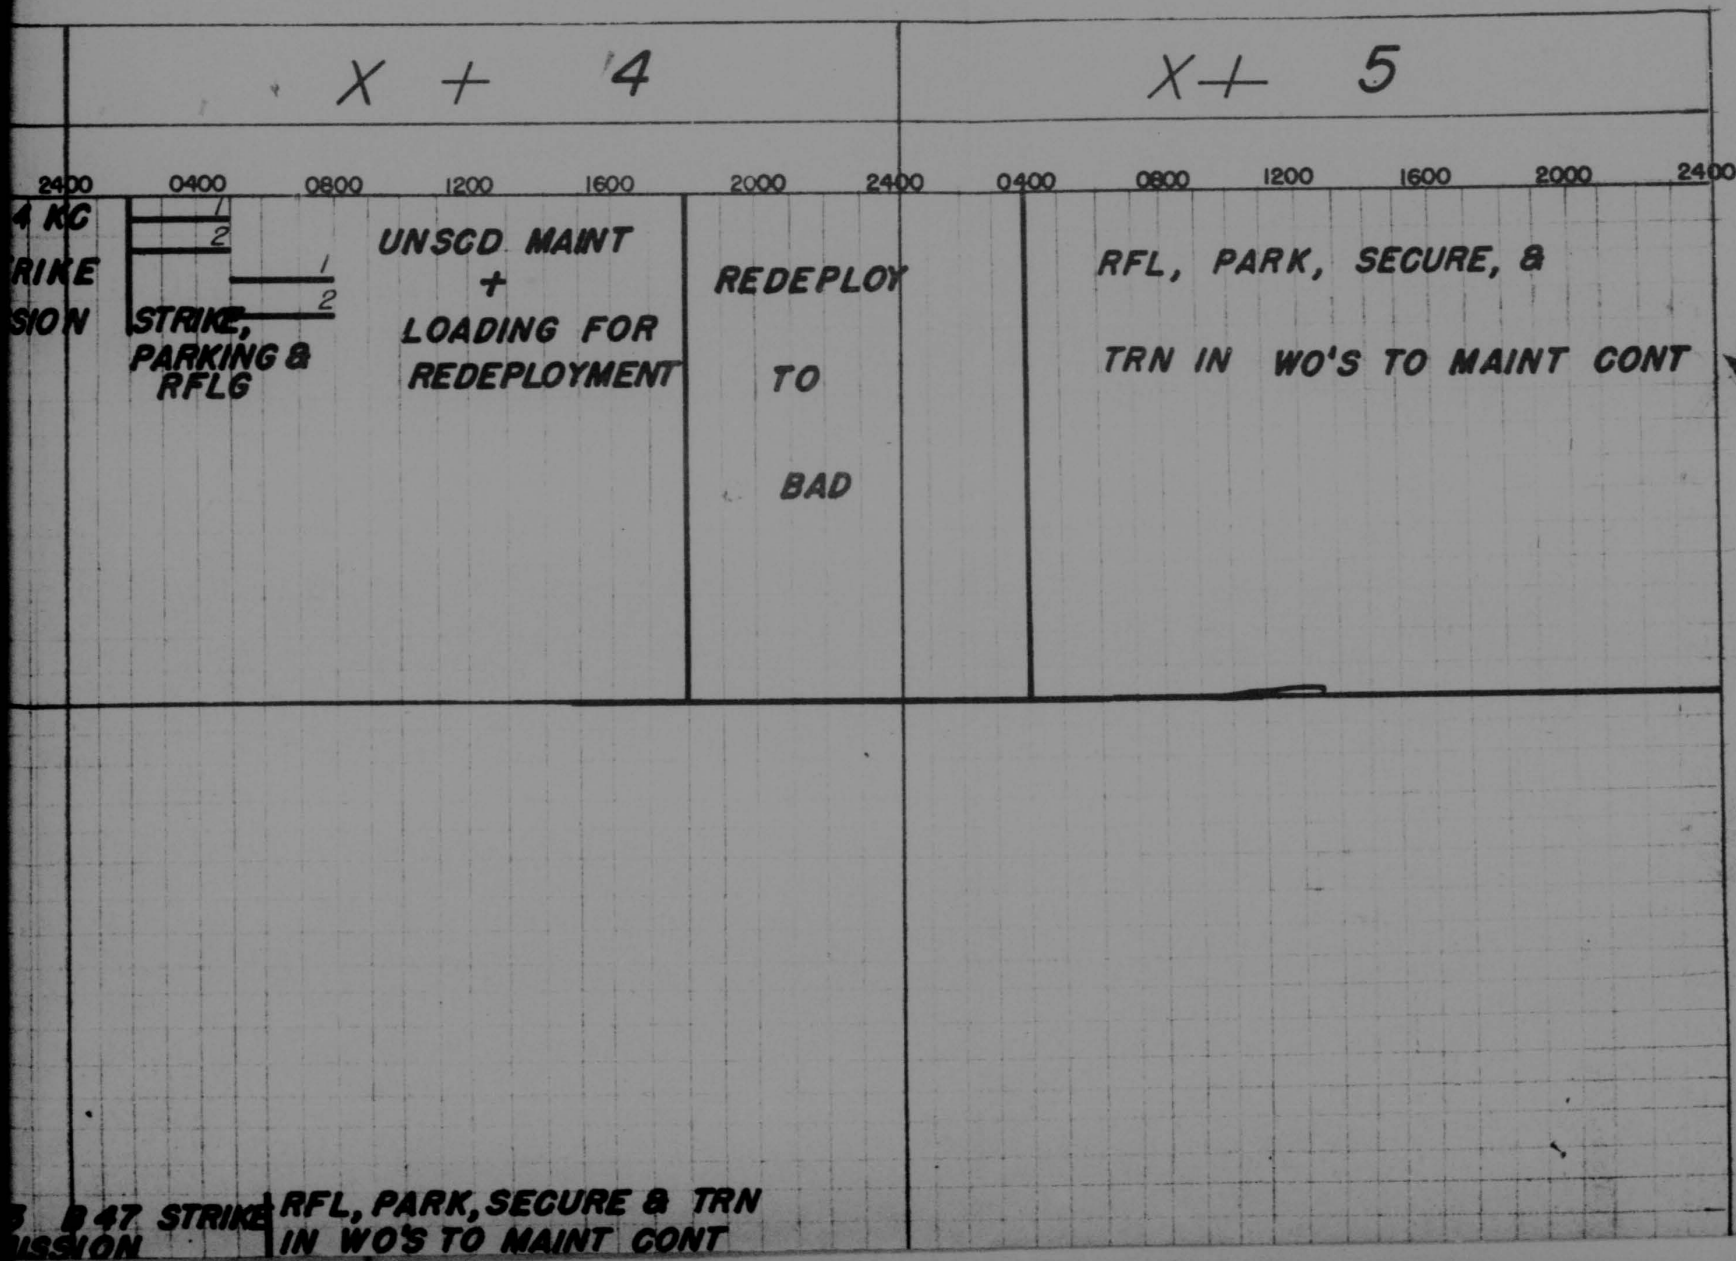 X + 4
X + 5
2400 0400 0800 1200 1600 2000 2400 0400 0800 1200 1600 2000 2400
4 KC
RIKE
SION
1
2
1
2
STRIKE,
PARKING &
RFLG
UNSCD MAINT
+
LOADING FOR
REDEPLOYMENT
REDEPLOY
TO
BAD
RFL, PARK, SECURE, &
TRN IN WO'S TO MAINT CONT
B 47 STRIKE
ISSION
RFL, PARK, SECURE & TRN
IN WO'S TO MAINT CONT